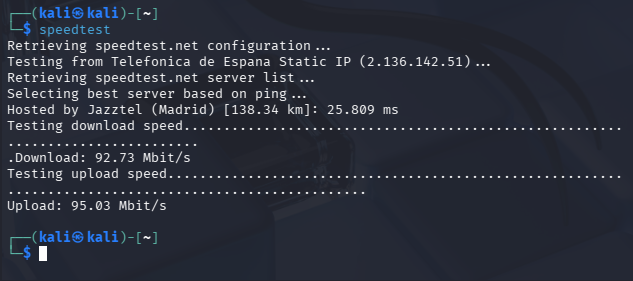 ┌──(kali㉿kali)-[~]
└─$ speedtest
Retrieving speedtest.net configuration...
Testing from Telefonica de Espana Static IP (2.136.142.51)...
Retrieving speedtest.net server list...
Selecting best server based on ping...
Hosted by Jazztel (Madrid) [138.34 km]: 25.809 ms
Testing download speed......................................................
........................
.Download: 92.73 Mbit/s
Testing upload speed........................................................
............................................
Upload: 95.03 Mbit/s
┌──(kali㉿kali)-[~]
└─$